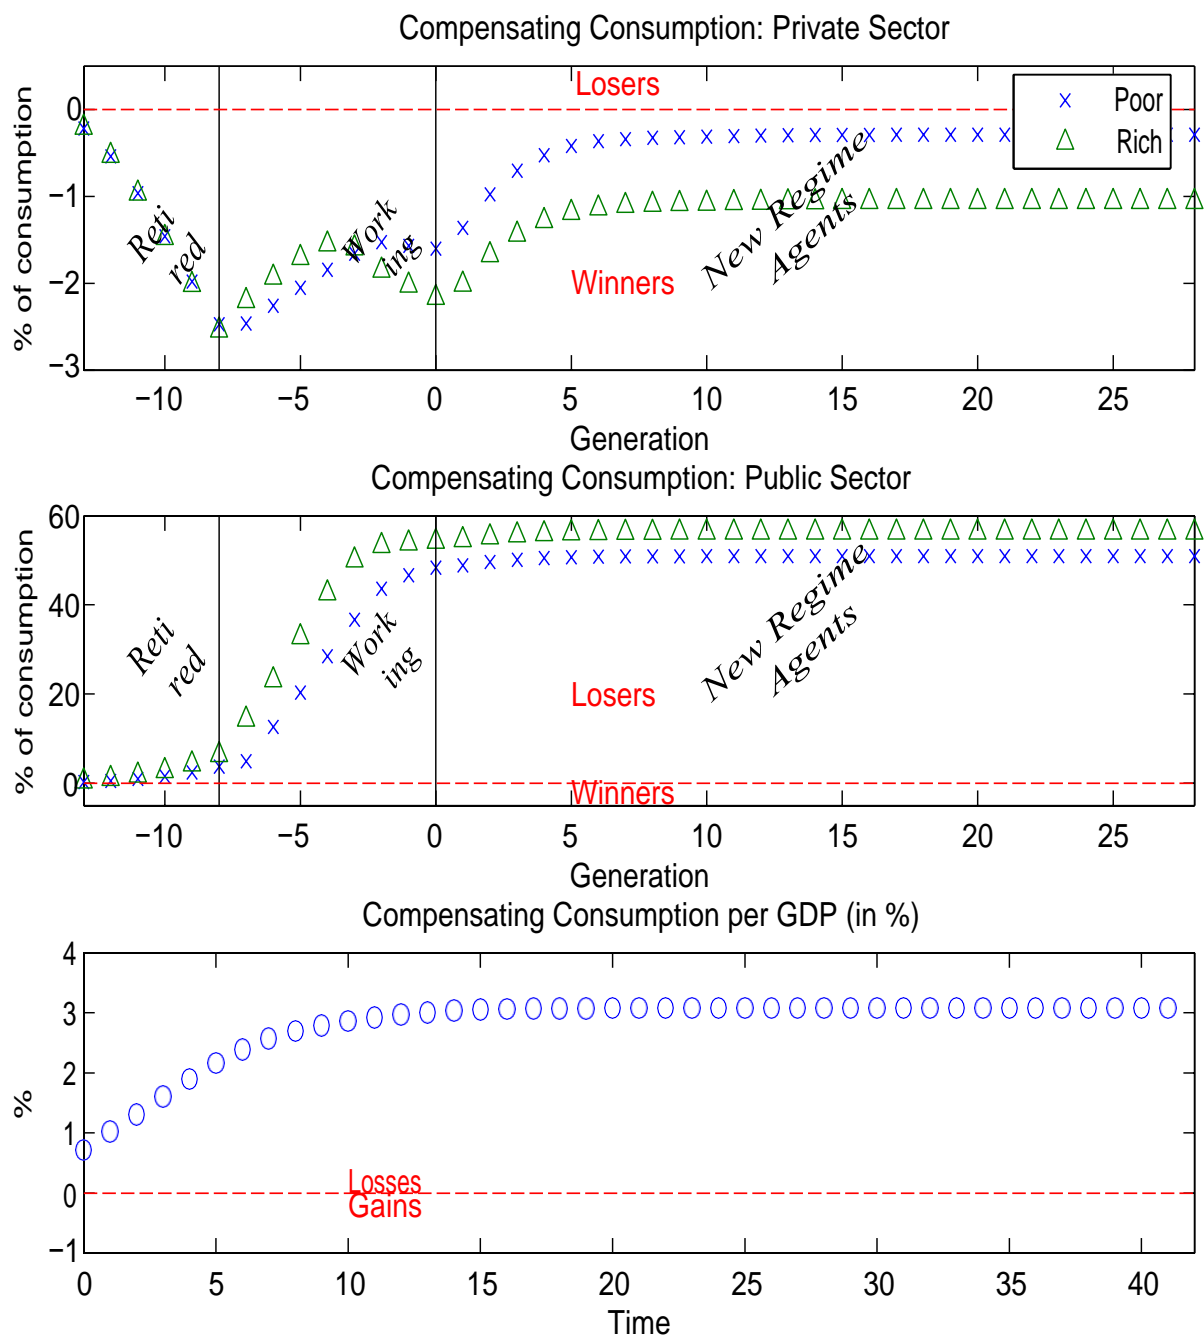 Compensating Consumption: Private Sector
Losers
Poor
Rich
0
−1
−2
−3
% of consumption
Reti
red
Work
ing
New Regime
Agents
Winners
−10 −5 0 5 10 15 20 25
Generation
Compensating Consumption: Public Sector
60
40
20
0
% of consumption
Reti
red
Work
ing
New Regime
Agents
Losers
Winners
−10 −5 0 5 10 15 20 25
Generation
Compensating Consumption per GDP (in %)
4
3
2
1
0
−1
%
Losses
Gains
0 5 10 15 20 25 30 35 40
Time